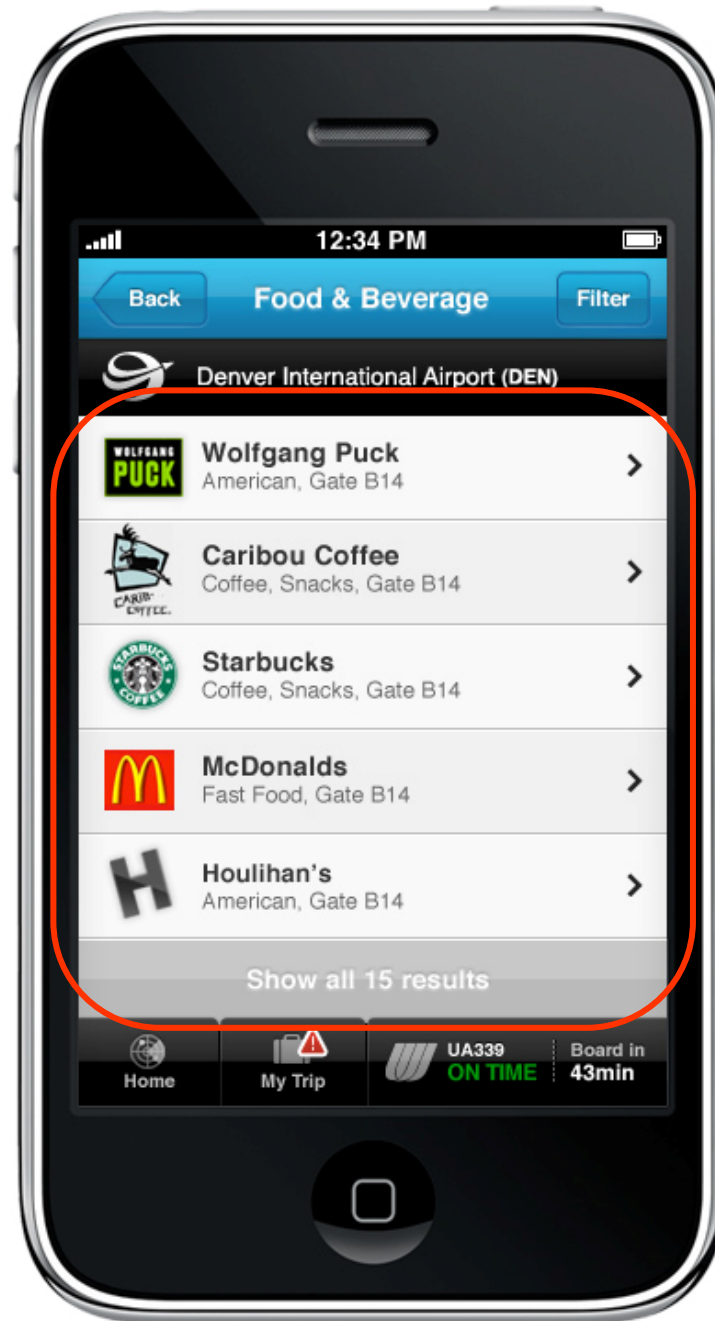 12:34 PM
Back
Food & Beverage
Filter
Denver International Airport (DEN)
WOLFGANG
PUCK
Wolfgang Puck
American, Gate B14
CARIBOU
COFFEE.
Caribou Coffee
Coffee, Snacks, Gate B14
STARBUCKS
COFFEE
Starbucks
Coffee, Snacks, Gate B14
McDonalds
Fast Food, Gate B14
H
Houlihan's
American, Gate B14
Show all 15 results
Home
My Trip
UA339
ON TIME
Board in
43min